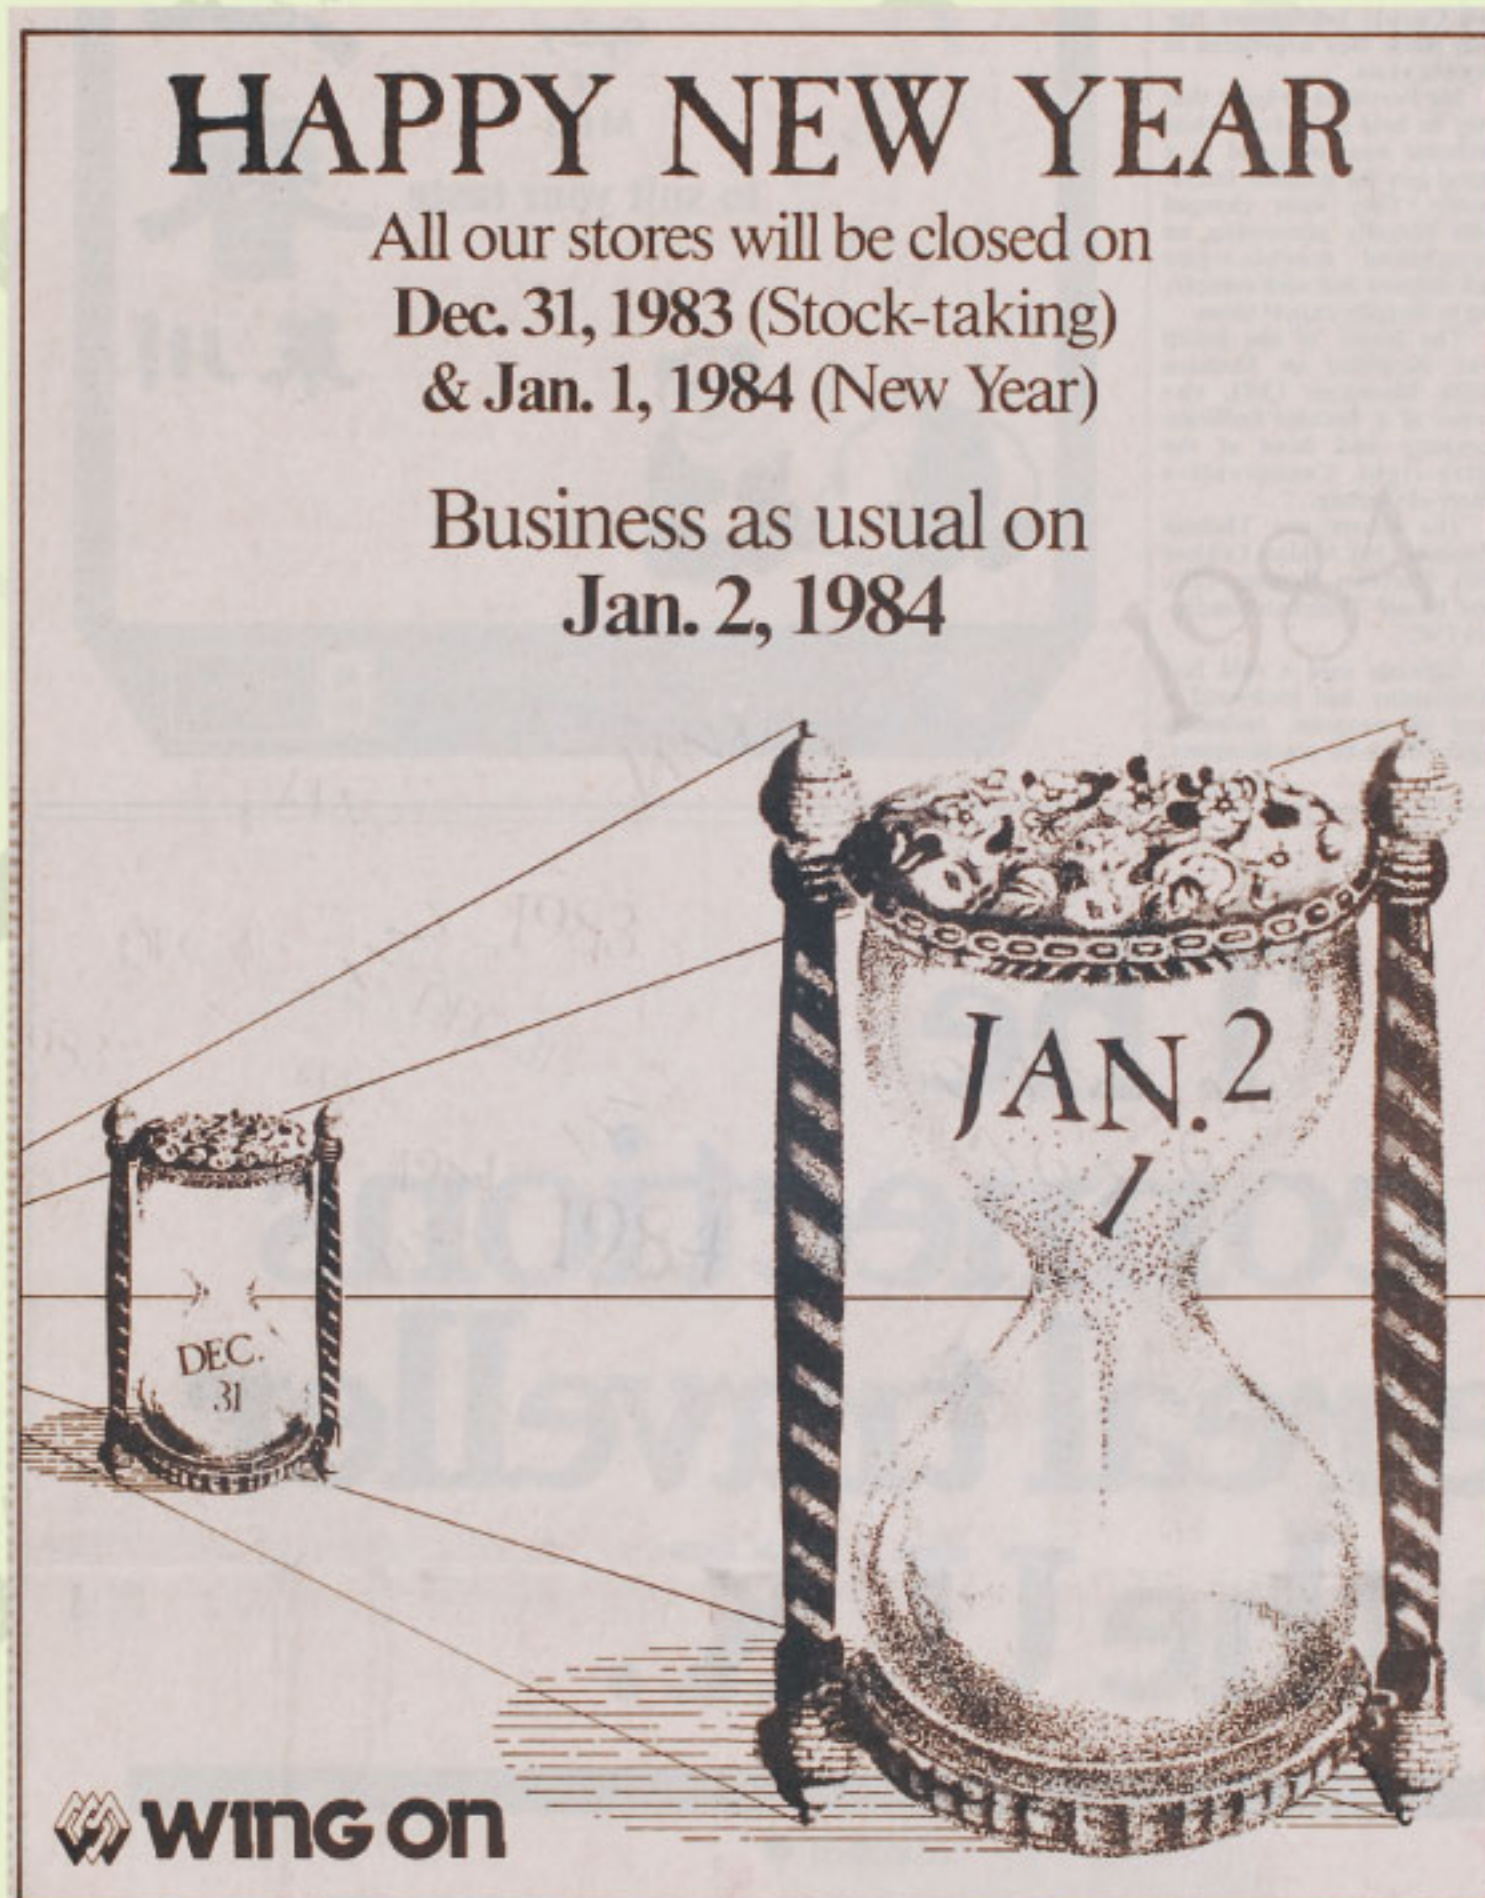 HAPPY NEW YEAR
All our stores will be closed on
Dec. 31, 1983 (Stock-taking)
& Jan. 1, 1984 (New Year)
Business as usual on
Jan. 2, 1984
JAN. 2
1
DEC.
31
WING ON